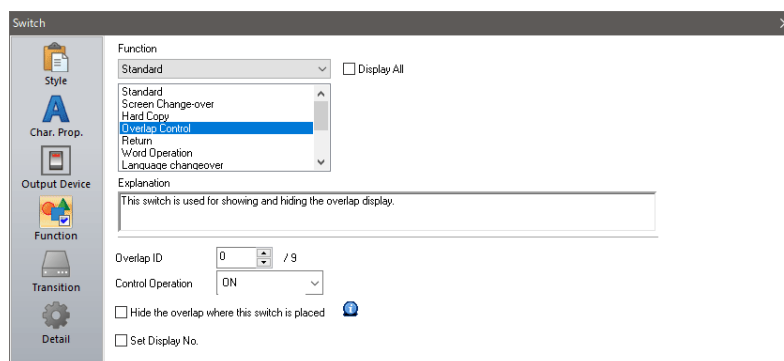 Switch
Style
Char. Prop.
Output Device
Function
Transition
Detail
Function
Standard
Display All
Standard
Screen Change-over
Hard Copy
Overlap Control
Return
Word Operation
Language changeover
Explanation
This switch is used for showing and hiding the overlap display.
Overlap ID 0 / 9
Control Operation ON
Hide the overlap where this switch is placed
Set Display No.